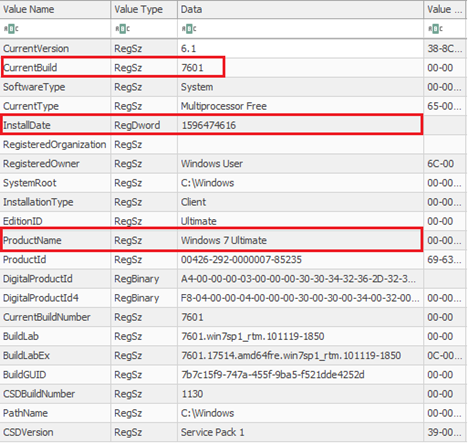 Value Name Value Type Data Value ...
CurrentVersion RegSz 6.1 38-8C...
CurrentBuild RegSz 7601 00-00
SoftwareType RegSz System 00-00...
CurrentType RegSz Multiprocessor Free 65-00...
InstallDate RegDword 1596474616
RegisteredOrganization RegSz
RegisteredOwner RegSz Windows User 6C-00
SystemRoot RegSz C:\Windows 00-00...
InstallationType RegSz Client 00-00...
EditionID RegSz Ultimate 00-00...
ProductName RegSz Windows 7 Ultimate 00-00...
ProductId RegSz 00426-292-0000007-85235 69-63...
DigitalProductId RegBinary A4-00-00-00-03-00-00-00-30-30-34-32-36-2D-32-3...
DigitalProductId4 RegBinary F8-04-00-00-04-00-00-00-30-00-30-00-34-00-32-00... 00-00...
CurrentBuildNumber RegSz 7601 00-00
BuildLab RegSz 7601.win7sp1_rtm.101119-1850 00-00...
BuildLabEx RegSz 7601.17514.amd64fre.win7sp1_rtm.101119-1850 0C-00...
BuildGUID RegSz 7b7c15f9-747a-455f-9ba5-f521dde4252d 00-00...
CSDBuildNumber RegSz 1130 00-00
PathName RegSz C:\Windows 00-00...
CSDVersion RegSz Service Pack 1 39-00...